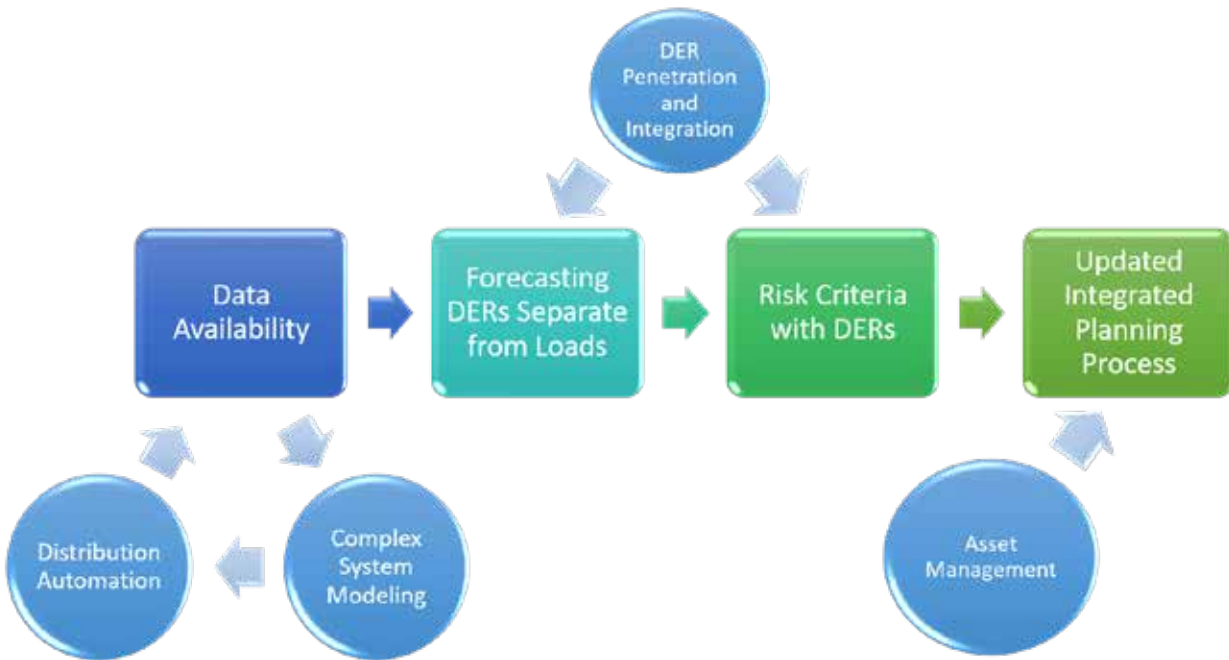 DER
Penetration
and
Integration
Data
Availability
Forecasting
DERs Separate
from Loads
Risk Criteria
with DERs
Updated
Integrated
Planning
Process
Distribution
Automation
Complex
System
Modeling
Asset
Management